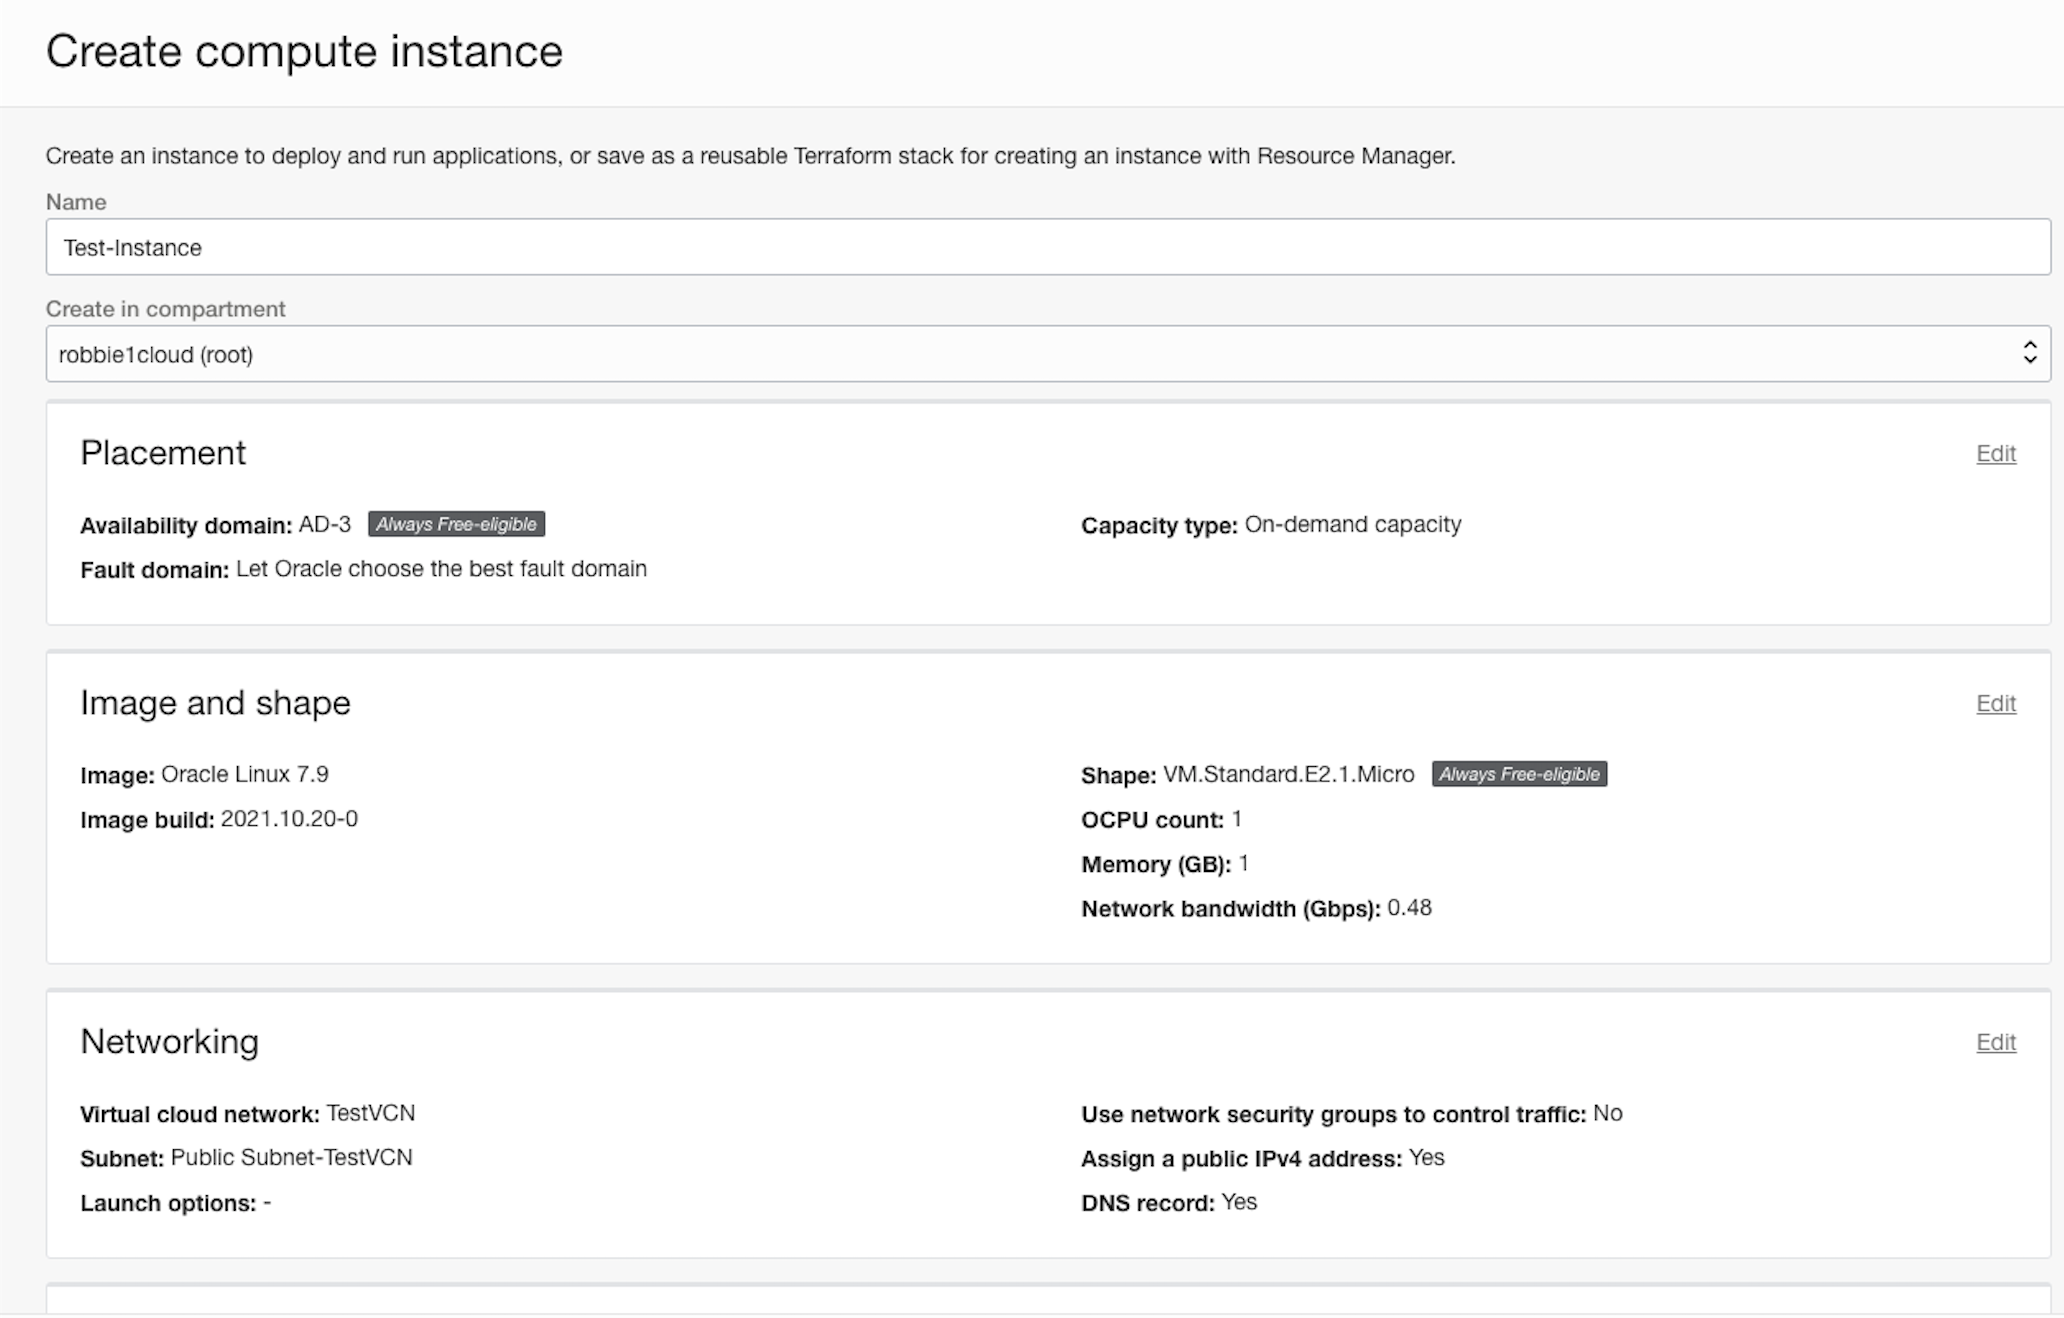 Create compute instance
Create an instance to deploy and run applications, or save as a reusable Terraform stack for creating an instance with Resource Manager.
Name
Test-Instance
Create in compartment
robbie1cloud (root)
Placement
Edit
Availability domain: AD-3 Always Free-eligible
Capacity type: On-demand capacity
Fault domain: Let Oracle choose the best fault domain
Image and shape
Edit
Image: Oracle Linux 7.9
Image build: 2021.10.20-0
Shape: VM.Standard.E2.1.Micro Always Free-eligible
OCPU count: 1
Memory (GB): 1
Network bandwidth (Gbps): 0.48
Networking
Edit
Virtual cloud network: TestVCN
Subnet: Public Subnet-TestVCN
Launch options: -
Use network security groups to control traffic: No
Assign a public IPv4 address: Yes
DNS record: Yes